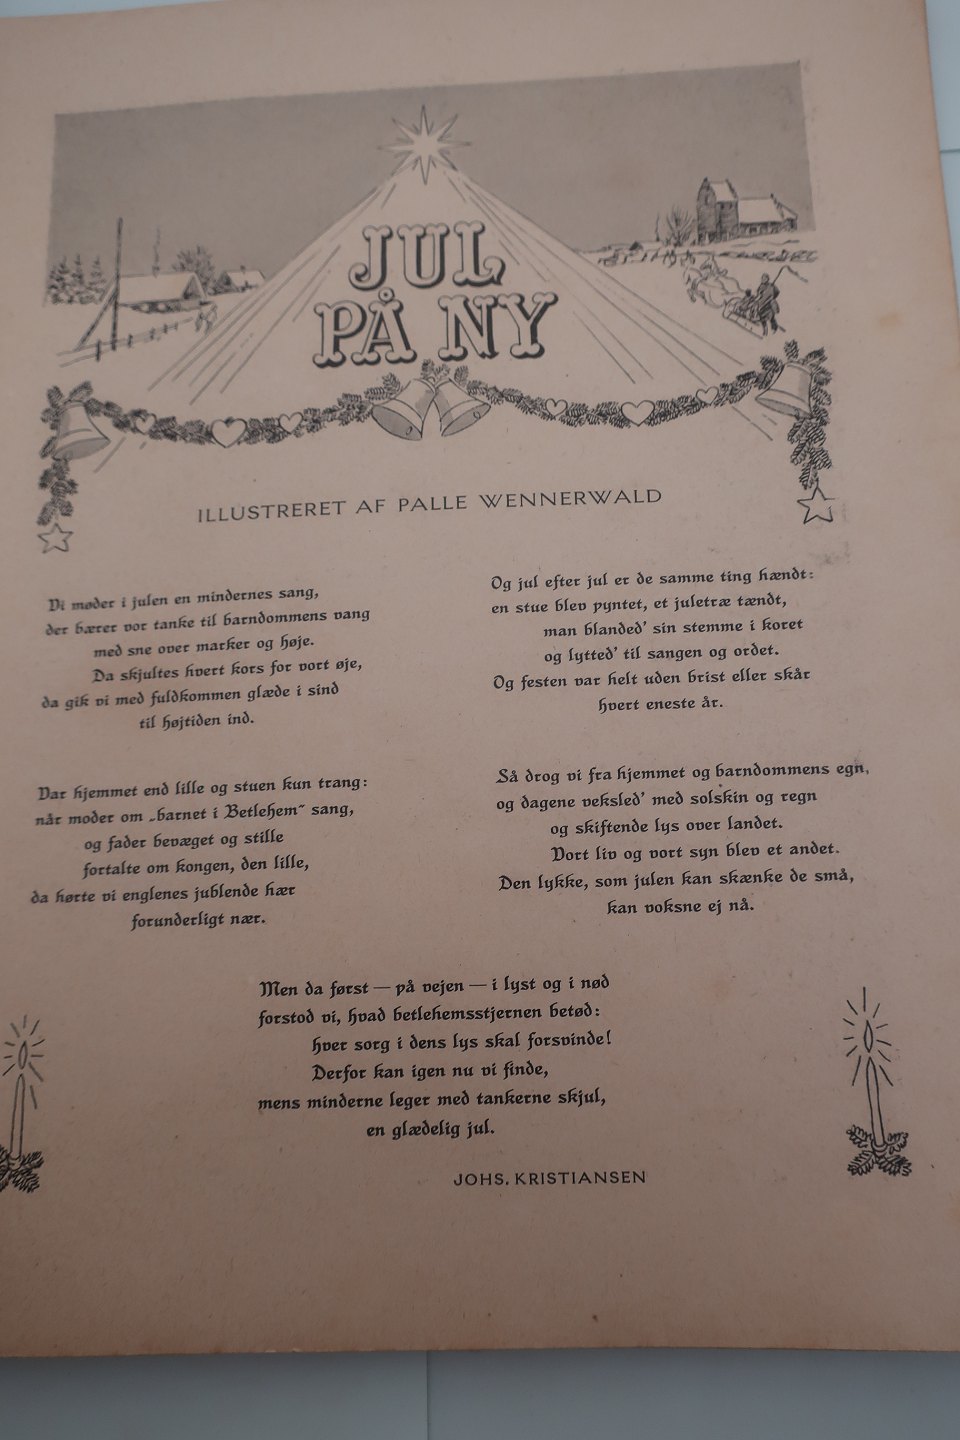 JUL
PÅ NY
ILLUSTRERET AF PALLE WENNERWALD
Vi møder i julen en mindernes sang,
der bærer vor tanke til barndommens vang
med sne over marker og høje.
Da skjultes hvert kors for vort øje,
da gik vi med fuldkommen glæde i sind
til højtiden ind.
Var hjemmet end lille og stuen kun trang:
når moder om „barnet i Betlehem“ sang,
og fader bevæget og stille
fortalte om kongen, den lille,
da hørte vi englenes jublende hær
forunderligt nær.
Og jul efter jul er de samme ting hændt:
en stue blev pyntet, et juletræ tændt,
man blanded' sin stemme i koret
og lytted' til sangen og ordet.
Og festen var helt uden brist eller skår
hvert eneste år.
Så drog vi fra hjemmet og barndommens egn,
og dagene veksled' med solskin og regn
og skiftende lys over landet.
Vort liv og vort syn blev et andet.
Den lykke, som julen kan skænke de små,
kan voksne ej nå.
Men da først — på vejen — i lyst og i nød
forstod vi, hvad betlehemsstjernen betød:
hver sorg i dens lys skal forsvinde!
Derfor kan igen nu vi finde,
mens minderne leger med tankerne skjul,
en glædelig jul.
JOHS. KRISTIANSEN